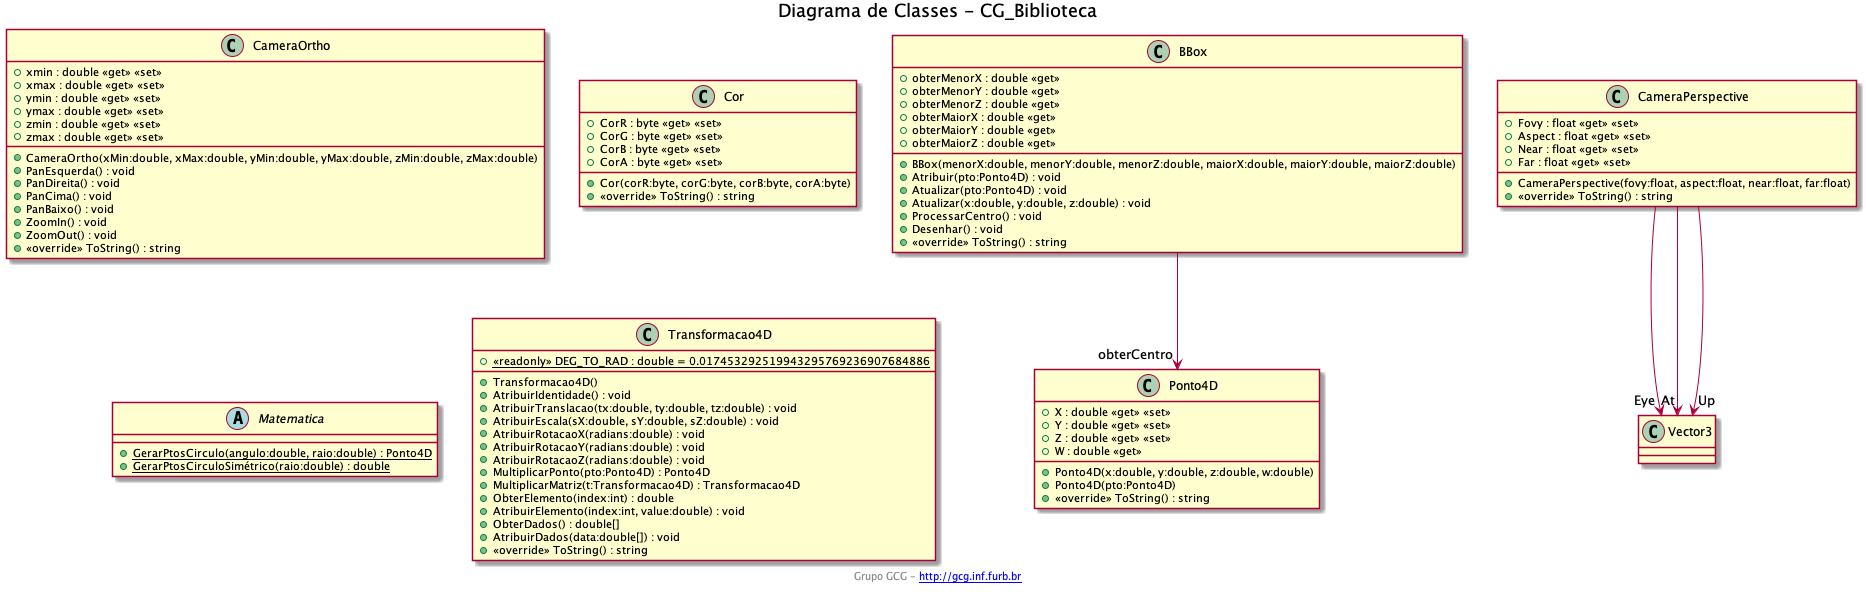 Diagrama de Classes - CG_Biblioteca
C CameraOrtho
xmin : double «get» «set»
xmax : double «get» «set»
ymin : double «get» «set»
ymax : double «get» «set»
zmin : double «get» «set»
zmax : double «get» «set»
CameraOrtho(xMin:double, xMax:double, yMin:double, yMax:double, zMin:double, zMax:double)
PanEsquerda() : void
PanDireita() : void
PanCima() : void
PanBaixo() : void
ZoomIn() : void
ZoomOut() : void
«override» ToString() : string
C Cor
CorR : byte «get» «set»
CorG : byte «get» «set»
CorB : byte «get» «set»
CorA : byte «get» «set»
Cor(corR:byte, corG:byte, corB:byte, corA:byte)
«override» ToString() : string
C BBox
obterMenorX : double «get»
obterMenorY : double «get»
obterMenorZ : double «get»
obterMaiorX : double «get»
obterMaiorY : double «get»
obterMaiorZ : double «get»
BBox(menorX:double, menorY:double, menorZ:double, maiorX:double, maiorY:double, maiorZ:double)
Atribuir(pto:Ponto4D) : void
Atualizar(pto:Ponto4D) : void
Atualizar(x:double, y:double, z:double) : void
ProcessarCentro() : void
Desenhar() : void
«override» ToString() : string
C CameraPerspective
Fovy : float «get» «set»
Aspect : float «get» «set»
Near : float «get» «set»
Far : float «get» «set»
CameraPerspective(fovy:float, aspect:float, near:float, far:float)
«override» ToString() : string
A Matematica
GerarPtosCirculo(angulo:double, raio:double) : Ponto4D
GerarPtosCirculoSimétrico(raio:double) : double
C Transformacao4D
«readonly» DEG_TO_RAD : double = 0.017453292519943295769236907684886
Transformacao4D()
AtribuirIdentidade() : void
AtribuirTranslacao(tx:double, ty:double, tz:double) : void
AtribuirEscala(sX:double, sY:double, sZ:double) : void
AtribuirRotacaoX(radians:double) : void
AtribuirRotacaoY(radians:double) : void
AtribuirRotacaoZ(radians:double) : void
MultiplicarPonto(pto:Ponto4D) : Ponto4D
MultiplicarMatriz(t:Transformacao4D) : Transformacao4D
ObterElemento(index:int) : double
AtribuirElemento(index:int, value:double) : void
ObterDados() : double[]
AtribuirDados(data:double[]) : void
«override» ToString() : string
obterCentro
C Ponto4D
X : double «get» «set»
Y : double «get» «set»
Z : double «get» «set»
W : double «get»
Ponto4D(x:double, y:double, z:double, w:double)
Ponto4D(pto:Ponto4D)
«override» ToString() : string
Eye At Up
C Vector3
Grupo GCG - http://gcg.inf.furb.br